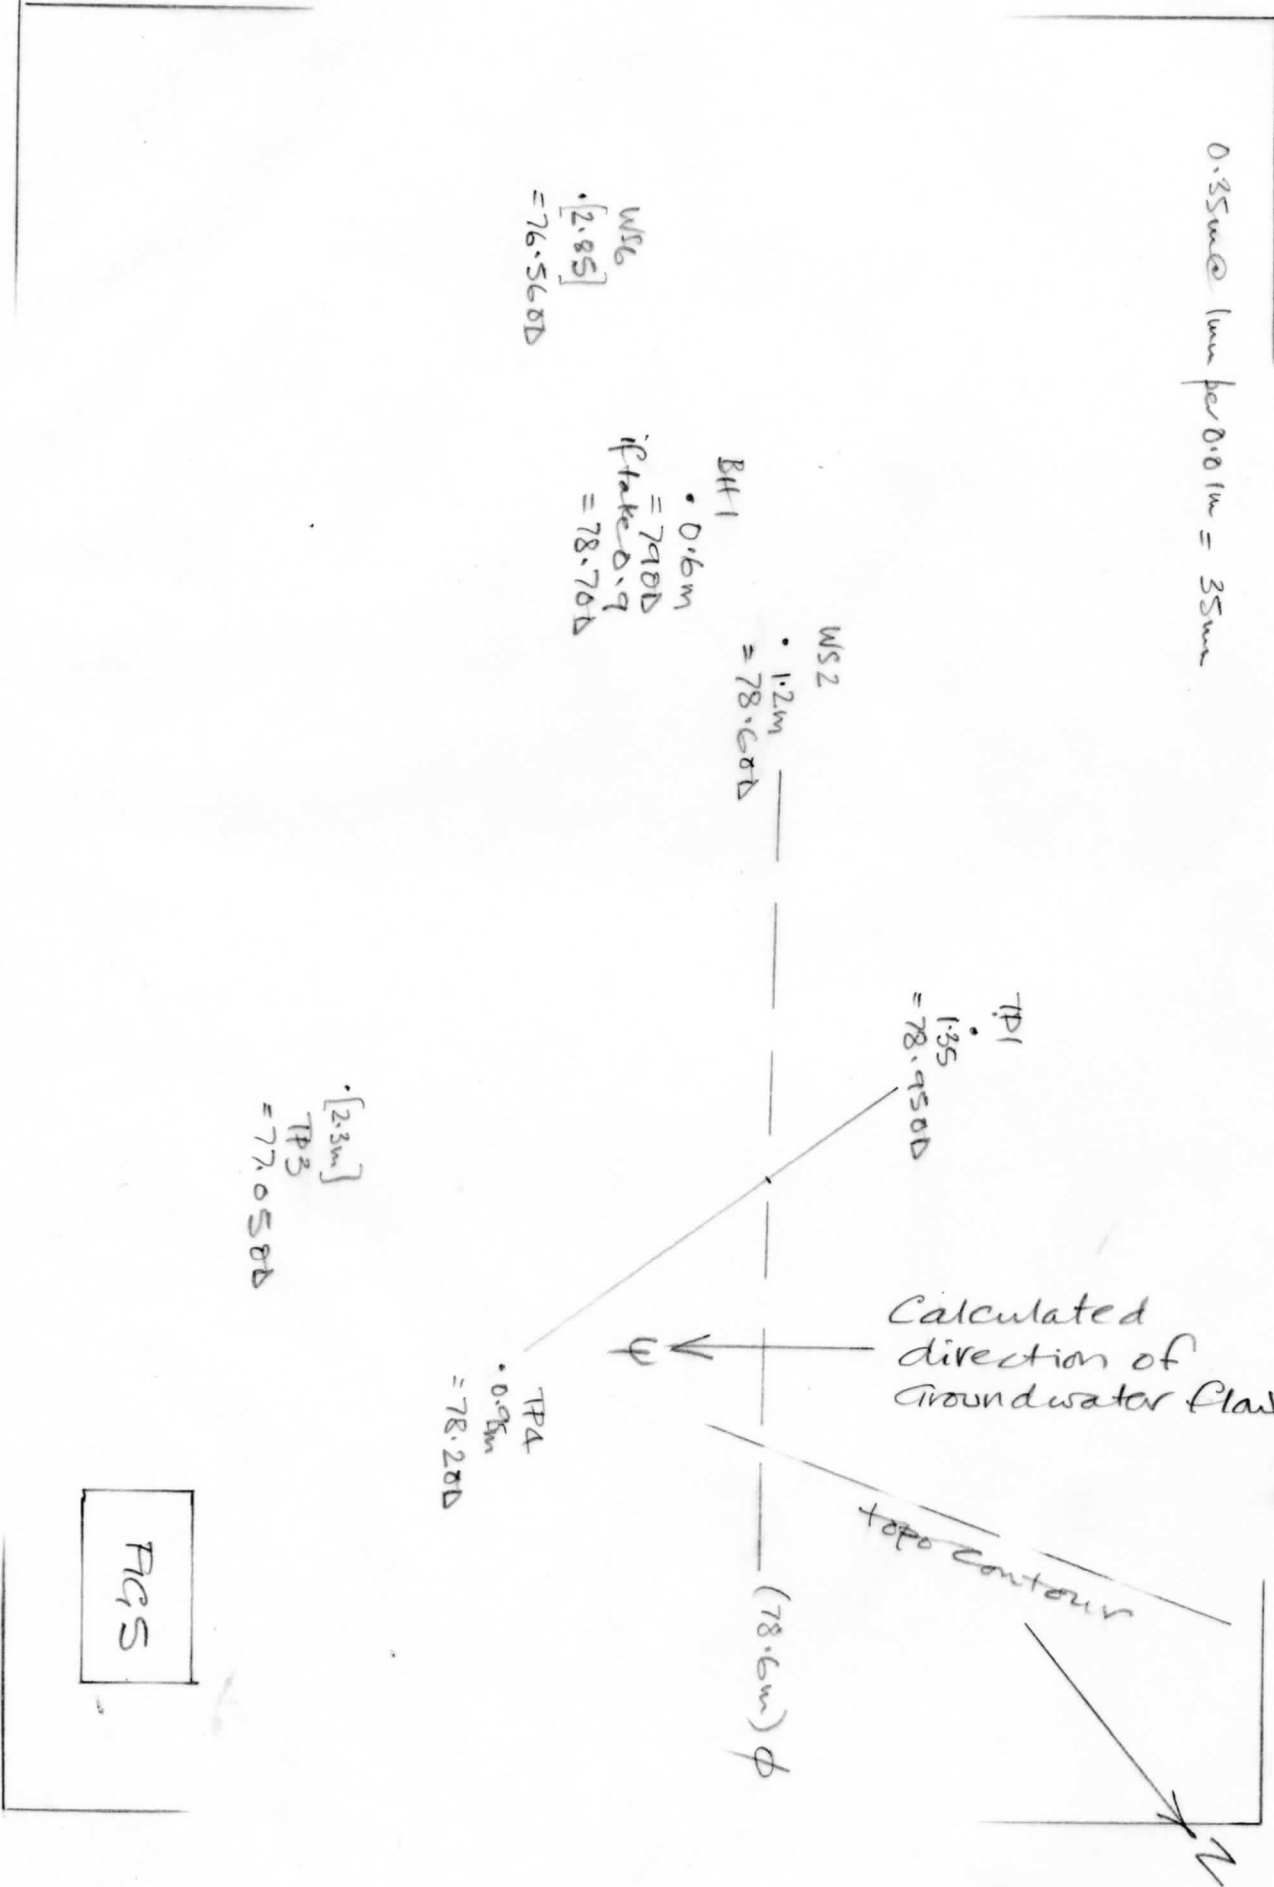 0.35m@ 1mm per 0.01m = 35mm
WS6
[2.85]
= 76.56OD
BH1
0.6m
= 79OD
if take 0.9
= 78.7OD
WS2
1.2m
= 78.6OD
TP1
1.35
= 78.95OD
[2.3m]
TP3
= 77.05OD
TP4
0.95m
= 78.2OD
Calculated
direction of
Groundwater flow
topo contour
(78.6m) ϕ
N
FIG 5